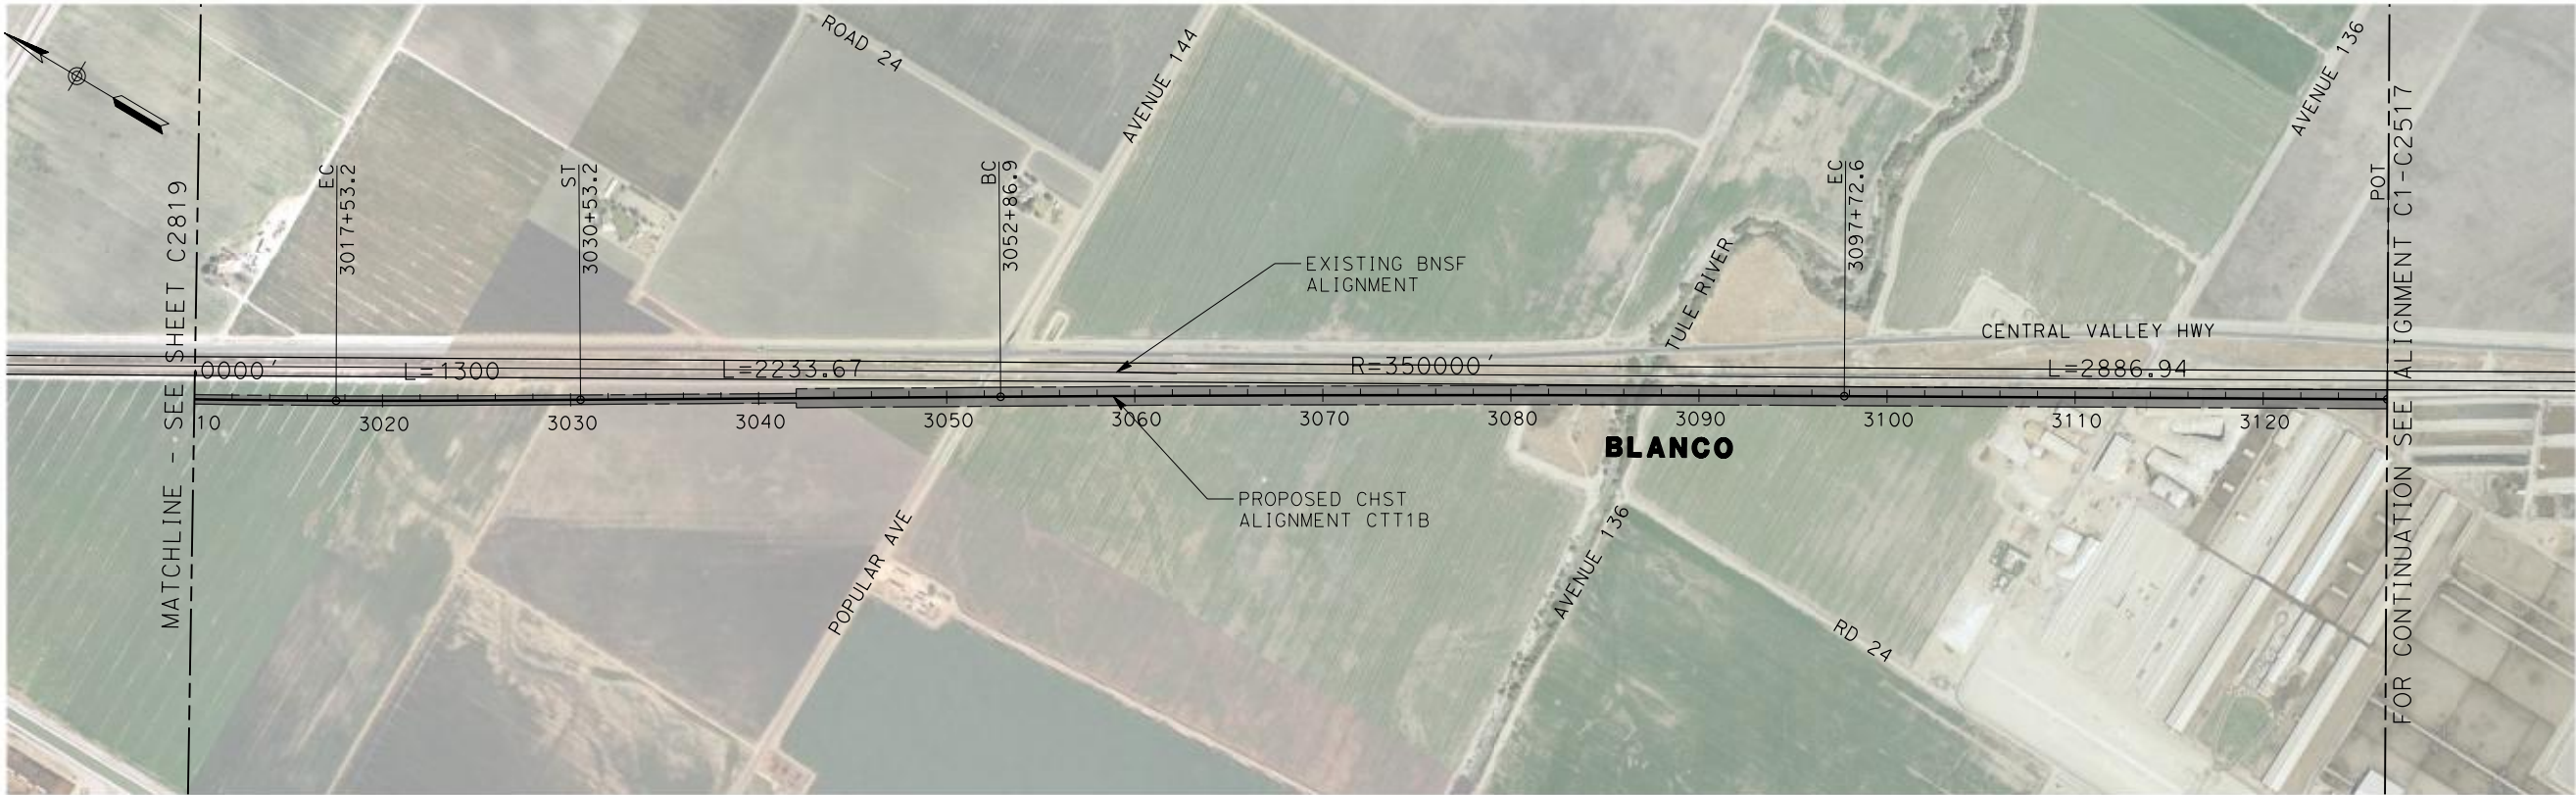 ROAD 24
AVENUE 144
AVENUE 136
MATCHLINE - SEE SHEET C2819
EC
3017+53.2
ST
3030+53.2
BC
3052+86.9
EC
3097+72.6
POT
FOR CONTINUATION SEE ALIGNMENT C1-C2517
EXISTING BNSF
ALIGNMENT
TULE RIVER
CENTRAL VALLEY HWY
0000'
L=1300
L=2233.67
R=350000'
L=2886.94
10
3020
3030
3040
3050
3060
3070
3080
3090
3100
3110
3120
BLANCO
PROPOSED CHST
ALIGNMENT CTT1B
POPULAR AVE
AVENUE 136
RD 24